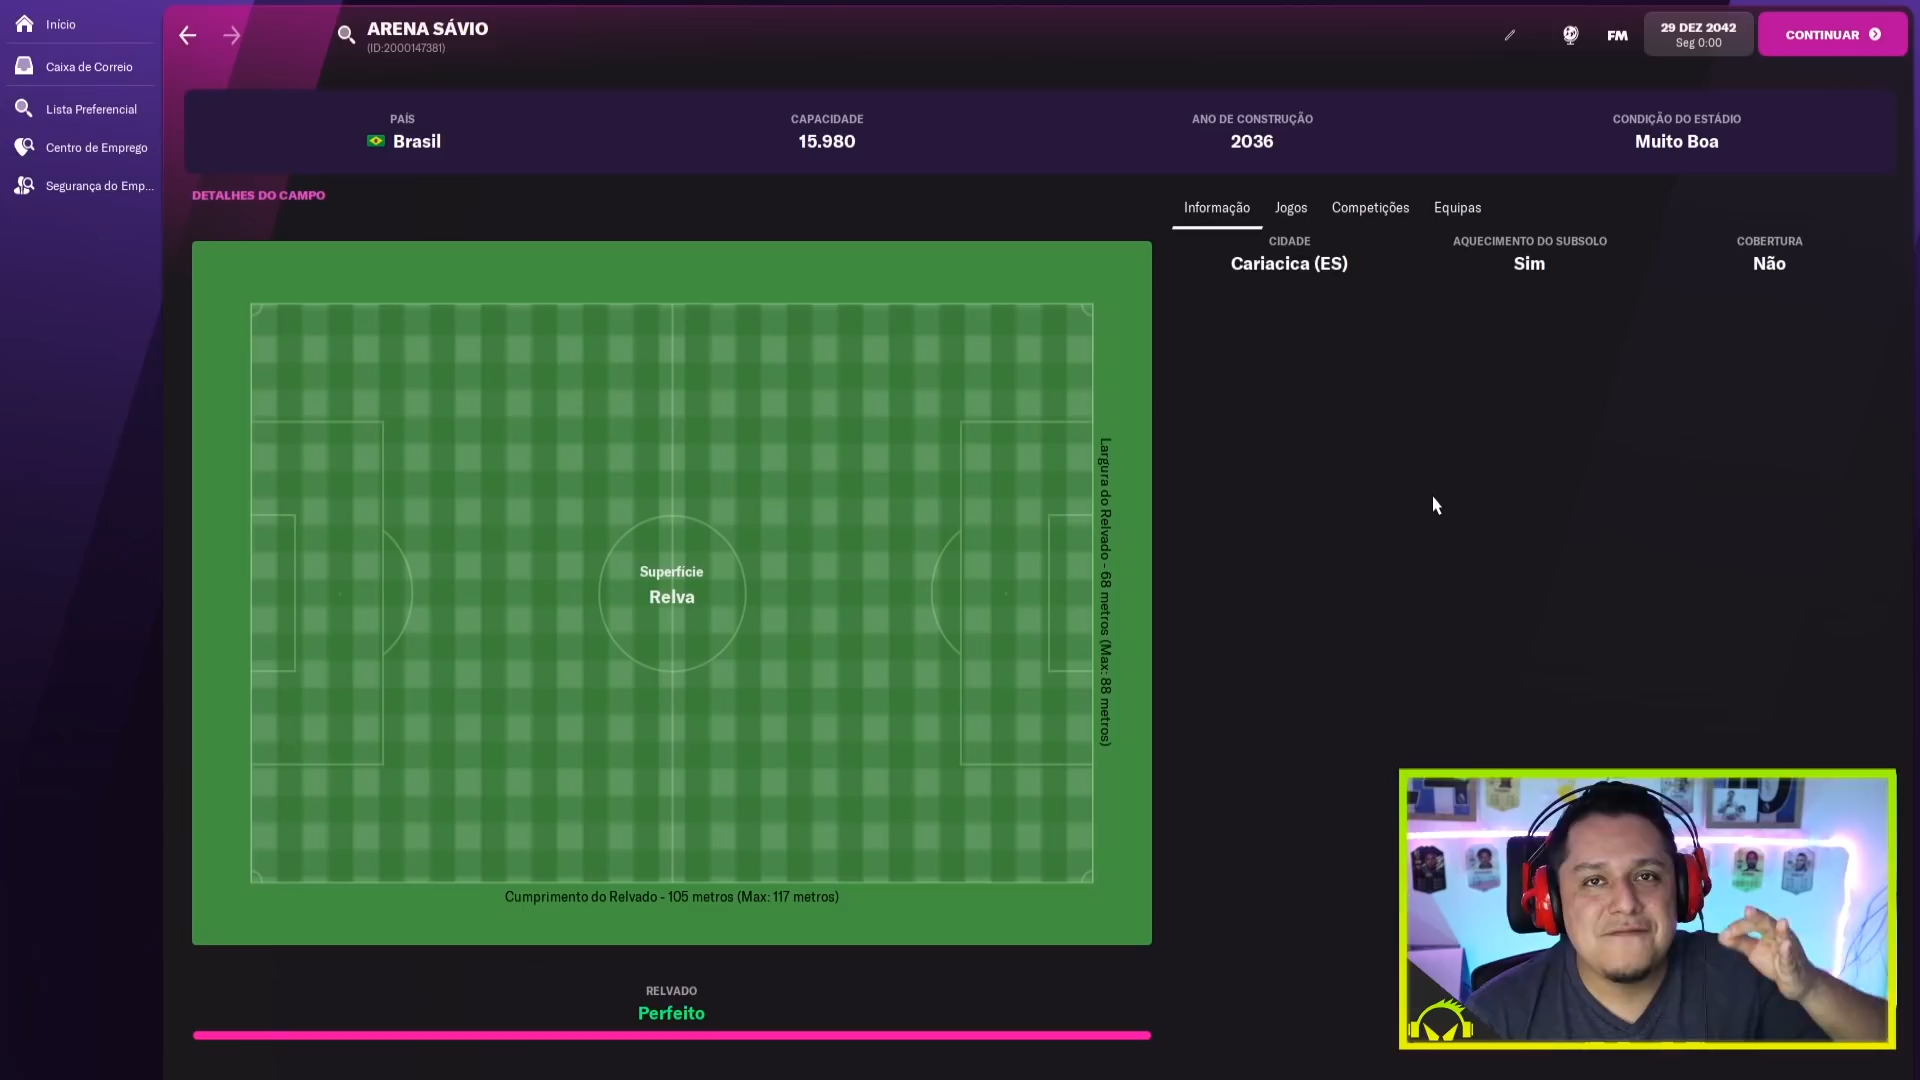 Início
Caixa de Correio
Lista Preferencial
Centro de Emprego
Segurança do Emp...
ARENA SÁVIO
(ID:2000147381)
FM
29 DEZ 2042
Seg 0:00
CONTINUAR
PAÍS
Brasil
CAPACIDADE
15.980
ANO DE CONSTRUÇÃO
2036
CONDIÇÃO DO ESTÁDIO
Muito Boa
DETALHES DO CAMPO
Superfície
Relva
Largura do Relvado - 68 metros (Max: 88 metros)
Cumprimento do Relvado - 105 metros (Max: 117 metros)
RELVADO
Perfeito
Informação Jogos Competições Equipas
CIDADE
Cariacica (ES)
AQUECIMENTO DO SUBSOLO
Sim
COBERTURA
Não